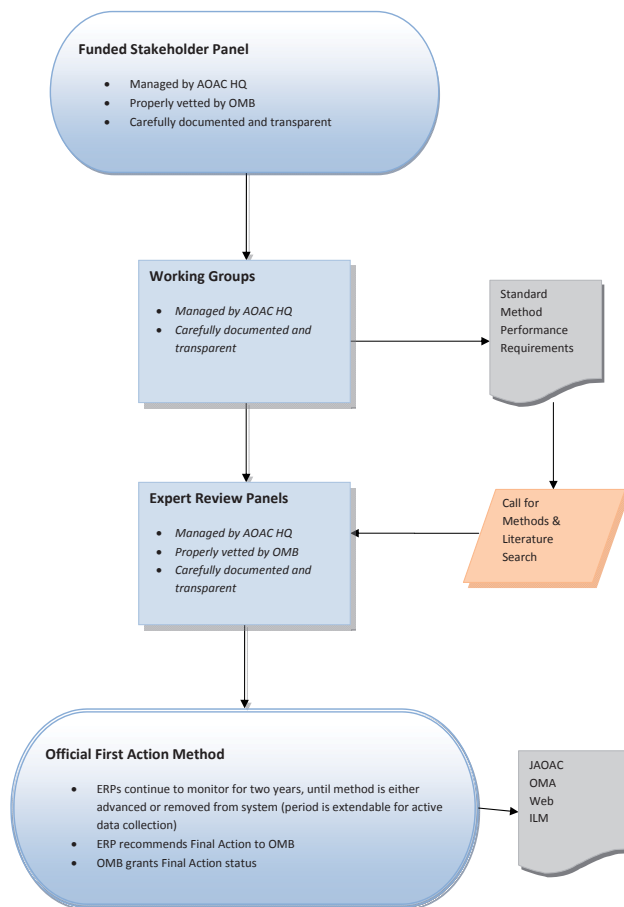 Funded Stakeholder Panel
• Managed by AOAC HQ
• Properly vetted by OMB
• Carefully documented and transparent
Working Groups
• Managed by AOAC HQ
• Carefully documented and
transparent
Standard
Method
Performance
Requirements
Expert Review Panels
• Managed by AOAC HQ
• Properly vetted by OMB
• Carefully documented and
transparent
Call for
Methods &
Literature
Search
Official First Action Method
• ERPs continue to monitor for two years, until method is either
advanced or removed from system (period is extendable for active
data collection)
• ERP recommends Final Action to OMB
• OMB grants Final Action status
JAOAC
OMA
Web
ILM